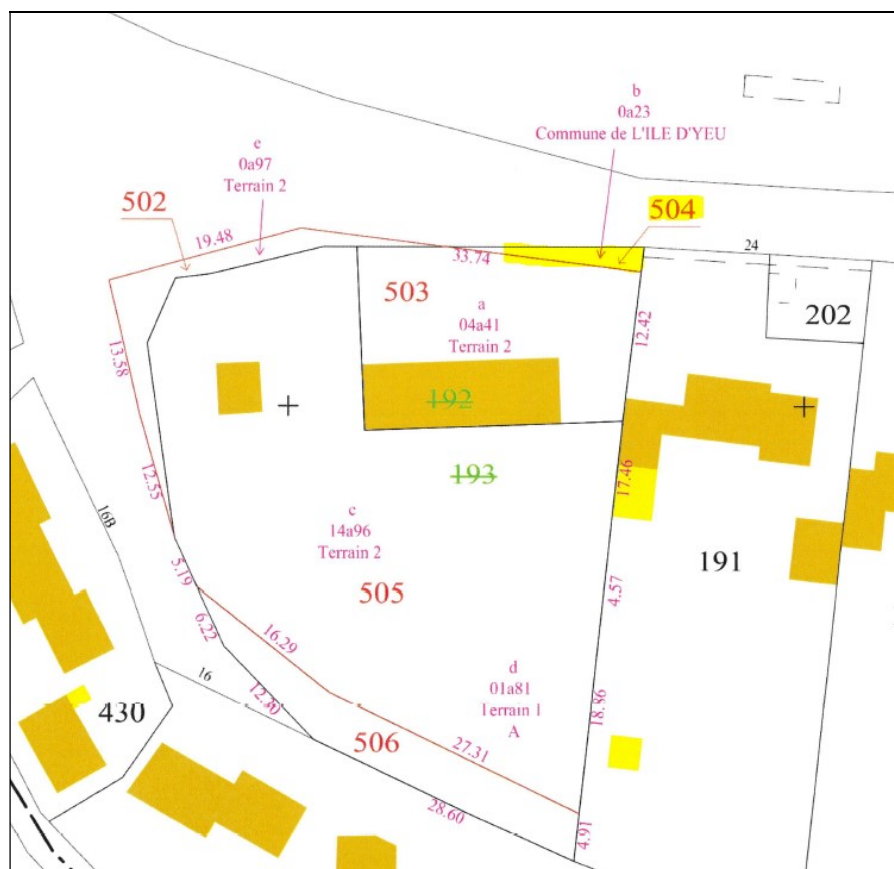 b
0a23
Commune de L'ILE D'YEU
e
0a97
Terrain 2
502
504
19.48
33.74
24
503
a
04a41
Terrain 2
12.42
202
13.58
192
193
17.46
12.55
16B
c
14a96
Terrain 2
5.19
505
4.57
191
6.22
16.29
16
d
01a81
Terrain 1
A
12.30
18.86
430
506
27.31
28.60
4.91